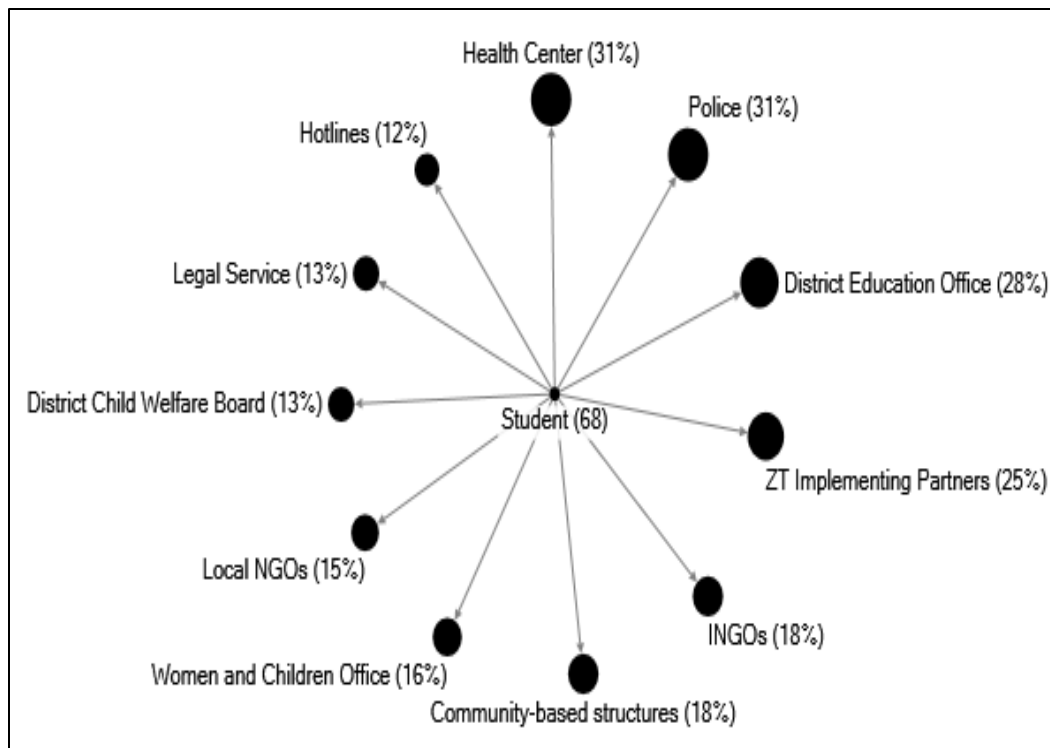 Health Center (31%)
Police (31%)
Hotlines (12%)
Legal Service (13%)
District Education Office (28%)
District Child Welfare Board (13%)
Student (68)
ZT Implementing Partners (25%)
Local NGOs (15%)
INGOs (18%)
Women and Children Office (16%)
Community-based structures (18%)